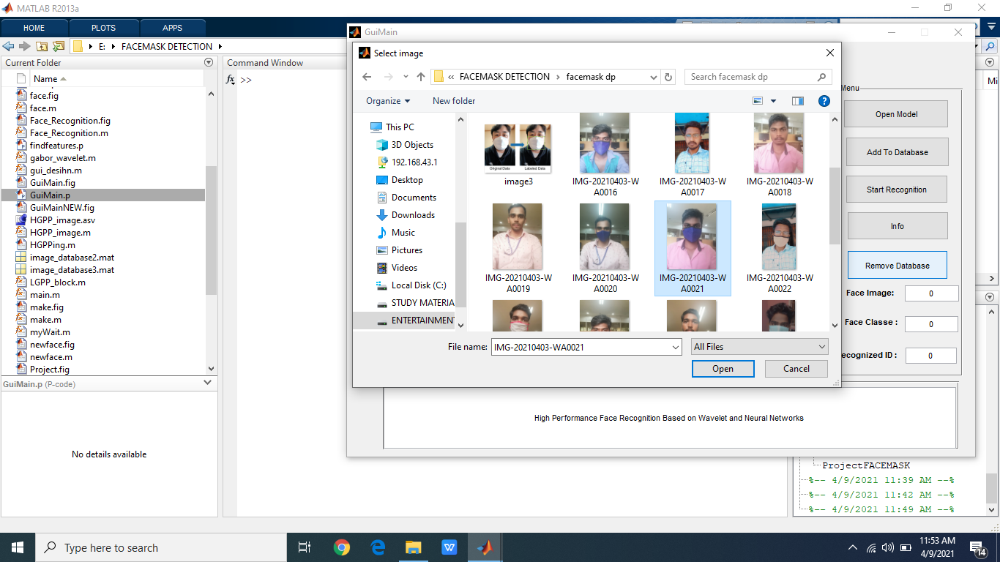 MATLAB R2013a
HOME
PLOTS
APPS
E:
FACEMASK DETECTION
Current Folder
Name
face.fig
face.m
Face_Recognition.fig
Face_Recognition.m
findfeatures.p
gabor_wavelet.m
gui_desihn.m
GuiMain.fig
GuiMain.p
GuiMainNEW.fig
HGPP_image.asv
HGPP_image.m
HGPPing.m
image_database2.mat
image_database3.mat
LGPP_block.m
main.m
make.fig
make.m
myWait.m
newface.fig
newface.m
Project.fig
GuiMain.p (P-code)
No details available
Command Window
fx >>
GuiMain
Select image
« FACEMASK DETECTION > facemask dp
Search facemask dp
Organize
New folder
This PC
3D Objects
192.168.43.1
Desktop
Documents
Downloads
Music
Pictures
Videos
Local Disk (C:)
STUDY MATERIA
ENTERTAINMENT
Original Data
Labeled Data
image3
IMG-20210403-W
A0016
IMG-20210403-W
A0017
IMG-20210403-W
A0018
IMG-20210403-W
A0019
IMG-20210403-W
A0020
IMG-20210403-W
A0021
IMG-20210403-W
A0022
File name:
IMG-20210403-WA0021
All Files
Open
Cancel
Menu
Open Model
Add To Database
Start Recognition
Info
Remove Database
Face Image:
0
Face Classe :
0
ecognized ID :
0
Mi
High Performance Face Recognition Based on Wavelet and Neural Networks
ProjectFACEMASK
%-- 4/9/2021 11:39 AM --%
%-- 4/9/2021 11:42 AM --%
%-- 4/9/2021 11:49 AM --%
Type here to search
11:53 AM
4/9/2021
14